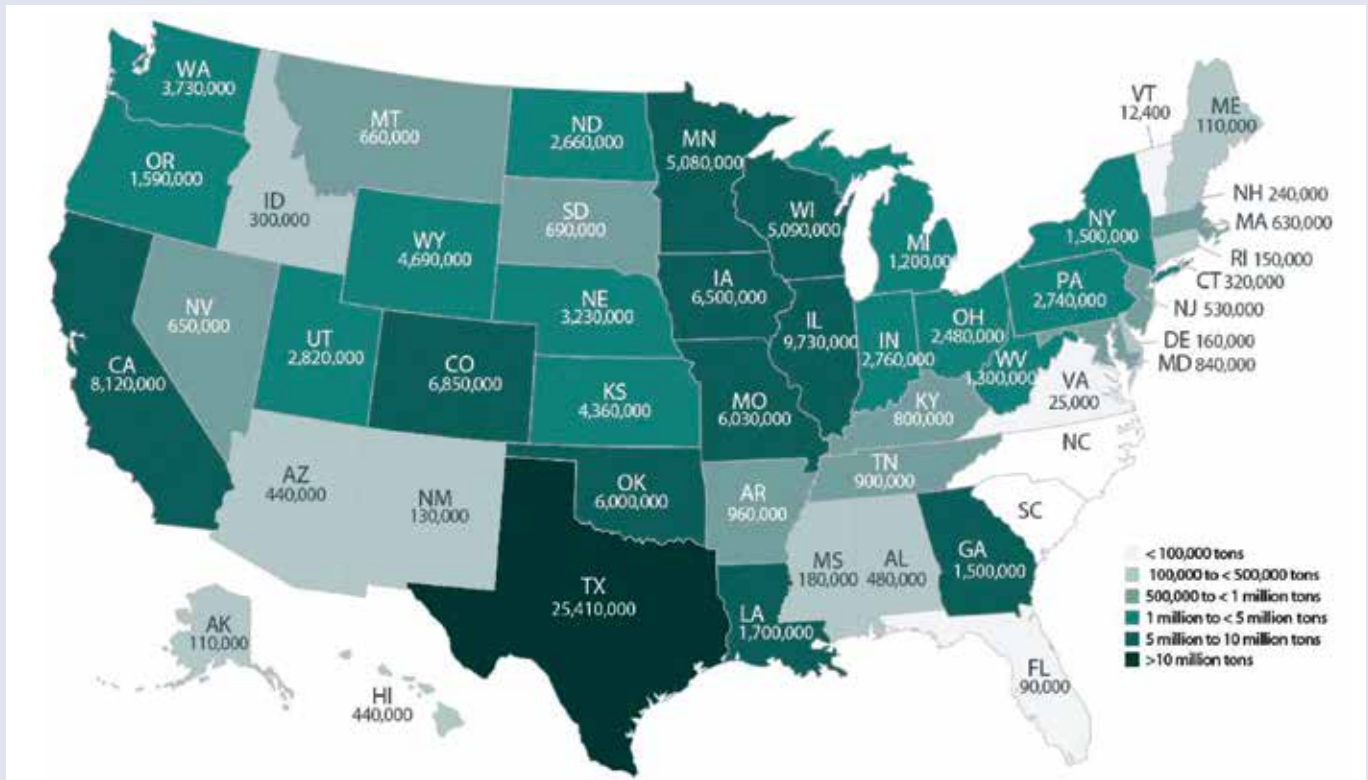 WA
3,730,000
MT
660,000
ND
2,660,000
MN
5,080,000
VT
12,400
ME
110,000
OR
1,590,000
ID
300,000
SD
690,000
WI
5,090,000
MI
1,200,00
NY
1,500,000
NH 240,000
MA 630,000
RI 150,000
CT 320,000
NJ 530,000
DE 160,000
MD 840,000
WY
4,690,000
IA
6,500,000
PA
2,740,000
NV
650,000
UT
2,820,000
NE
3,230,000
IL
9,730,000
IN
2,760,000
OH
2,480,000
WV
1,300,000
VA
25,000
CA
8,120,000
CO
6,850,000
KS
4,360,000
MO
6,030,000
KY
800,000
NC
TN
900,000
AZ
440,000
NM
130,000
OK
6,000,000
AR
960,000
SC
MS
180,000
AL
480,000
GA
1,500,000
TX
25,410,000
LA
1,700,000
AK
110,000
HI
440,000
FL
90,000
< 100,000 tons
100,000 to < 500,000 tons
500,000 to < 1 million tons
1 million to < 5 million tons
5 million to 10 million tons
>10 million tons